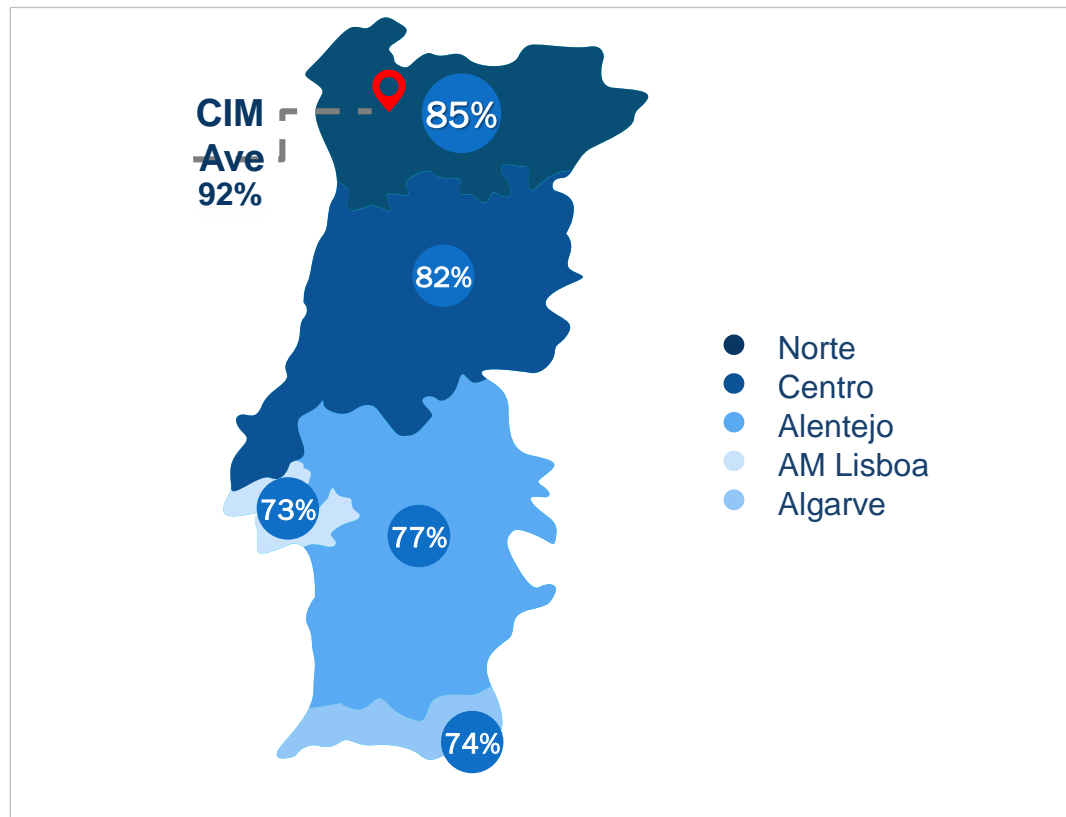 CIM
Ave
92%
85%
82%
73%
77%
74%
Norte
Centro
Alentejo
AM Lisboa
Algarve